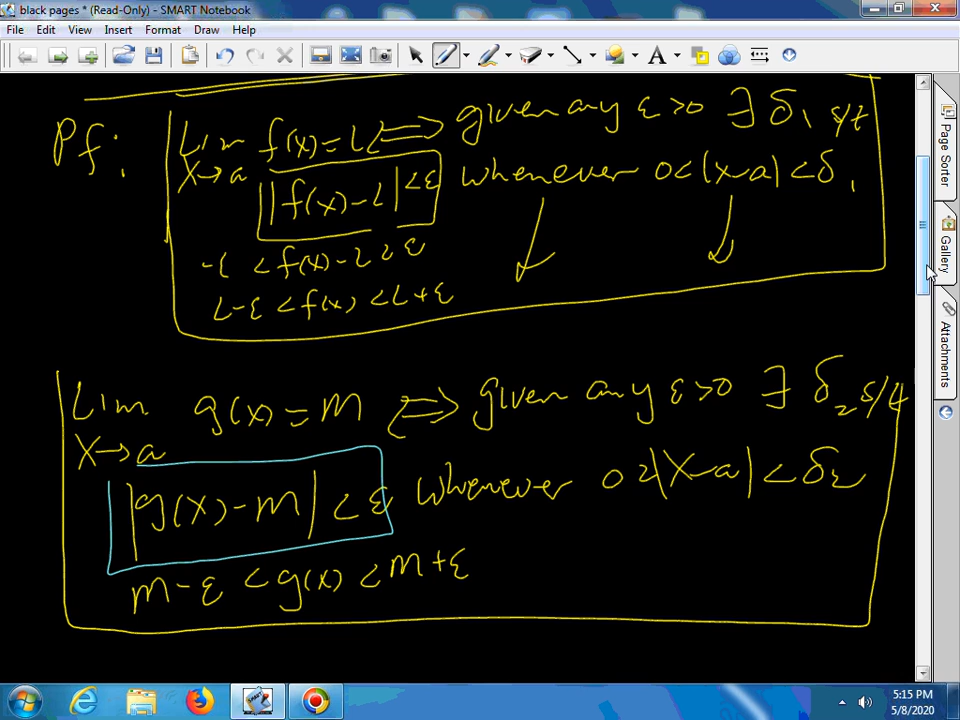 black pages * (Read-Only) - SMART Notebook
File Edit View Insert Format Draw Help
Pf: Lim f(x)=L ⟺ given any ε>0 ∃ δ₁ s/t
x→a |f(x)-L|<ε whenever 0<|x-a|<δ₁
-ε <f(x)-L<ε
L-ε <f(x)<L+ε
Lim g(x)=M ⟺ given any ε>0 ∃ δ₂ s/t
x→a
|g(x)-m|<ε whenever 0<|x-a|<δ₂
m-ε <g(x)<M+ε
Page Sorter
Gallery
Attachments
5:15 PM
5/8/2020